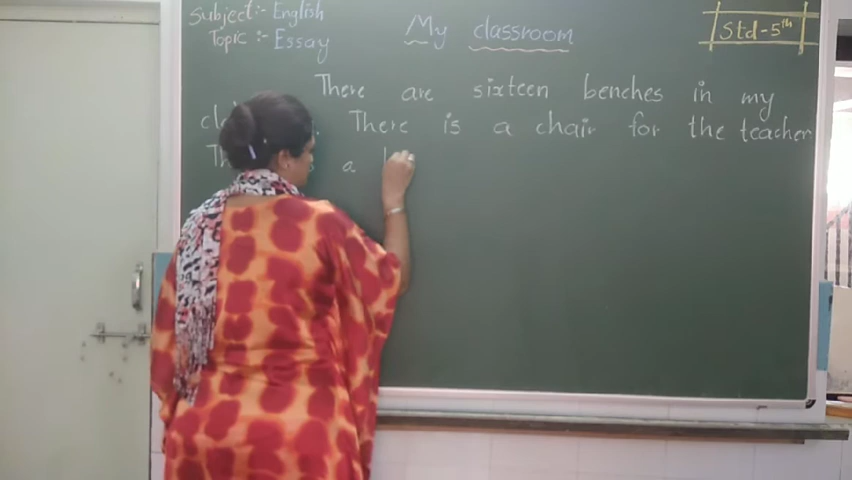 Subject:- English
Topic:- Essay
My classroom
Std-5th
There are sixteen benches in my
There is a chair for the teacher
a